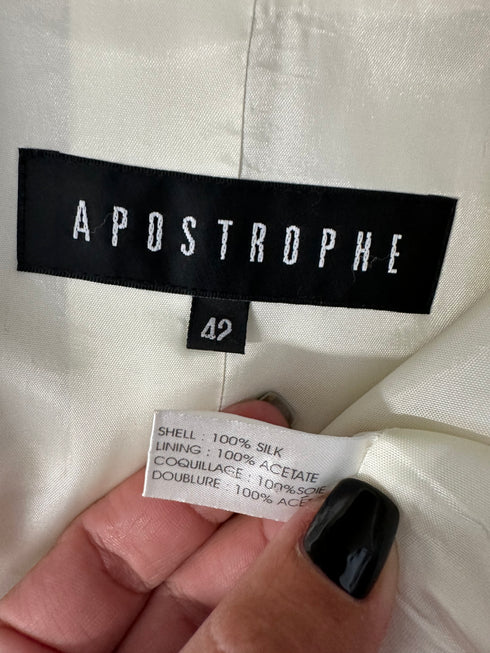 APOSTROPHE
42
SHELL : 100% SILK
LINING : 100% ACETATE
COQUILLAGE : 100%SOIE
DOUBLURE : 100%